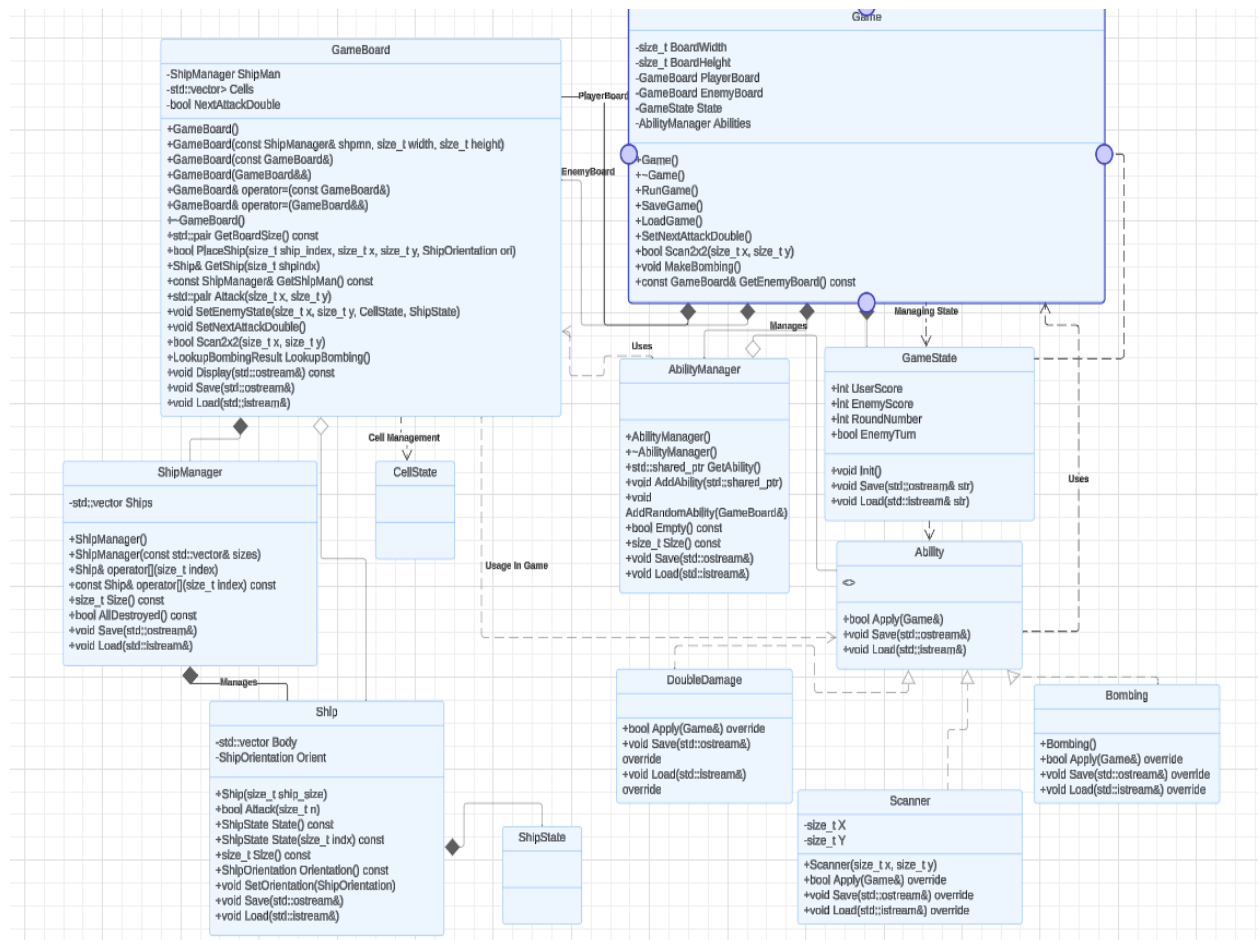 GameBoard
-ShipManager ShipMan
-std::vector> Cells
-bool NextAttackDouble
+GameBoard()
+GameBoard(const ShipManager& shpmn, size_t width, size_t height)
+GameBoard(const GameBoard&)
+GameBoard(GameBoard&&)
+GameBoard& operator=(const GameBoard&)
+GameBoard& operator=(GameBoard&&)
+~GameBoard()
+std::pair GetBoardSize() const
+bool PlaceShip(size_t ship_index, size_t x, size_t y, ShipOrientation ori)
+Ship& GetShip(size_t shpindx)
+const ShipManager& GetShipMan() const
+std::pair Attack(size_t x, size_t y)
+void SetEnemyState(size_t x, size_t y, CellState, ShipState)
+void SetNextAttackDouble()
+bool Scan2x2(size_t x, size_t y)
+LookupBombingResult LookupBombing()
+void Display(std::ostream&) const
+void Save(std::ostream&)
+void Load(std::istream&)
PlayerBoard
EnemyBoard
Game
-size_t BoardWidth
-size_t BoardHeight
-GameBoard PlayerBoard
-GameBoard EnemyBoard
-GameState State
-AbilityManager Abilities
+Game()
+~Game()
+RunGame()
+SaveGame()
+LoadGame()
+SetNextAttackDouble()
+bool Scan2x2(size_t x, size_t y)
+void MakeBombing()
+const GameBoard& GetEnemyBoard() const
Manages
Managing State
Uses
AbilityManager
+AbilityManager()
+~AbilityManager()
+std::shared_ptr GetAbility()
+void AddAbility(std::shared_ptr)
+void
AddRandomAbility(GameBoard&)
+bool Empty() const
+size_t Size() const
+void Save(std::ostream&)
+void Load(std::istream&)
GameState
+int UserScore
+int EnemyScore
+int RoundNumber
+bool EnemyTurn
+void Init()
+void Save(std::ostream& str)
+void Load(std::istream& str)
Uses
Cell Management
ShipManager
-std::vector Ships
+ShipManager()
+ShipManager(const std::vector& sizes)
+Ship& operator[](size_t index)
+const Ship& operator[](size_t index) const
+size_t Size() const
+bool AllDestroyed() const
+void Save(std::ostream&)
+void Load(std::istream&)
CellState
Usage In Game
Ability
<>
+bool Apply(Game&)
+void Save(std::ostream&)
+void Load(std::istream&)
Manages
Ship
-std::vector Body
-ShipOrientation Orient
+Ship(size_t ship_size)
+bool Attack(size_t n)
+ShipState State() const
+ShipState State(size_t indx) const
+size_t Size() const
+ShipOrientation Orientation() const
+void SetOrientation(ShipOrientation)
+void Save(std::ostream&)
+void Load(std::istream&)
ShipState
DoubleDamage
+bool Apply(Game&) override
+void Save(std::ostream&)
override
+void Load(std::istream&)
override
Scanner
-size_t X
-size_t Y
+Scanner(size_t x, size_t y)
+bool Apply(Game&) override
+void Save(std::ostream&) override
+void Load(std::istream&) override
Bombing
+Bombing()
+bool Apply(Game&) override
+void Save(std::ostream&) override
+void Load(std::istream&) override